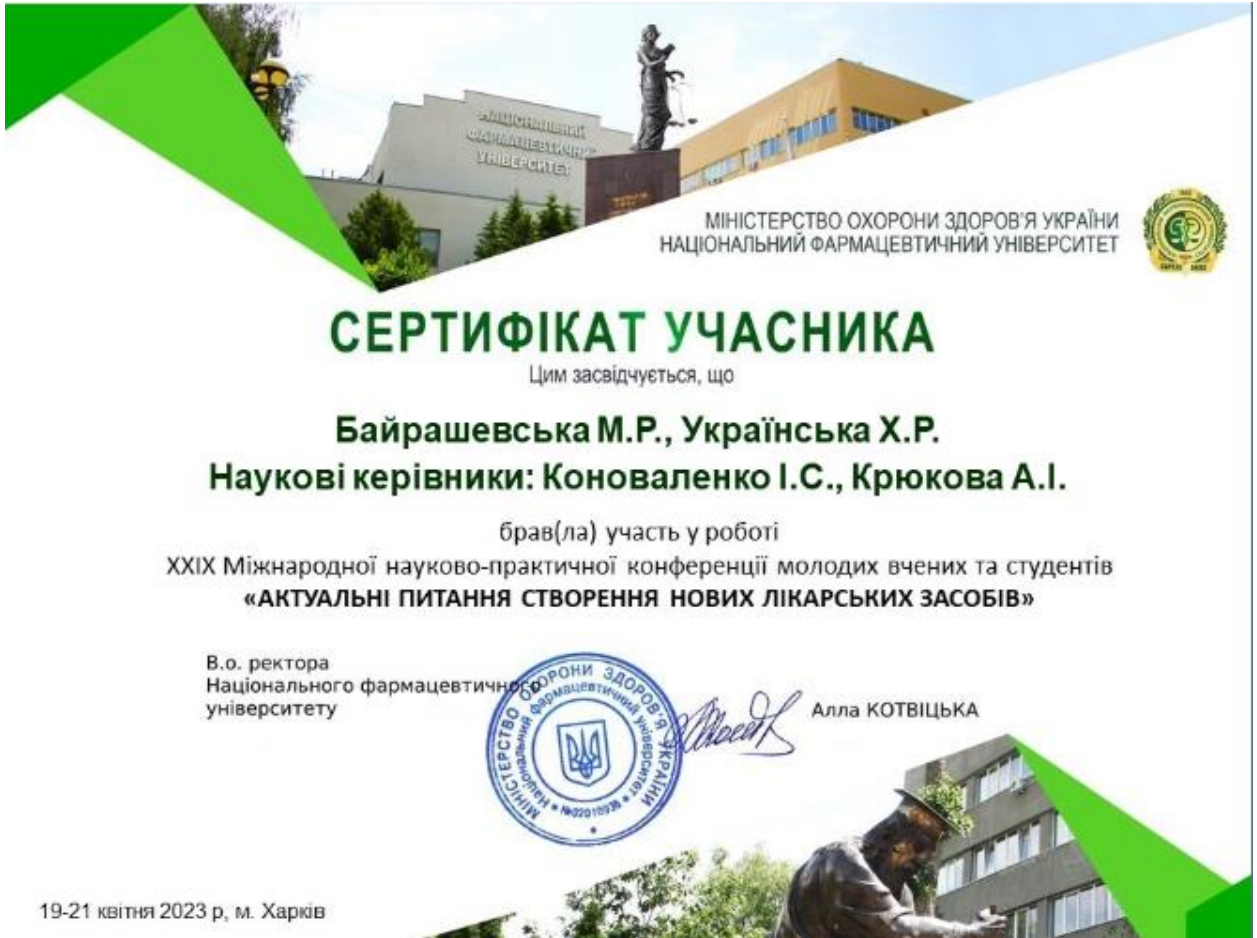 НАЦІОНАЛЬНИЙ
ФАРМАЦЕВТИЧНИЙ
УНІВЕРСИТЕТ
МІНІСТЕРСТВО ОХОРОНИ ЗДОРОВ'Я УКРАЇНИ
НАЦІОНАЛЬНИЙ ФАРМАЦЕВТИЧНИЙ УНІВЕРСИТЕТ
СЕРТИФІКАТ УЧАСНИКА
Цим засвідчується, що
Байрашевська М.Р., Українська Х.Р.
Наукові керівники: Коноваленко І.С., Крюкова А.І.
брав(ла) участь у роботі
XXIX Міжнародної науково-практичної конференції молодих вчених та студентів
«АКТУАЛЬНІ ПИТАННЯ СТВОРЕННЯ НОВИХ ЛІКАРСЬКИХ ЗАСОБІВ»
В.о. ректора
Національного фармацевтичного
університету
МІНІСТЕРСТВО ОХОРОНИ ЗДОРОВ'Я УКРАЇНИ
Національний фармацевтичний університет
№02010936
Алла КОТВІЦЬКА
19-21 квітня 2023 р, м. Харків